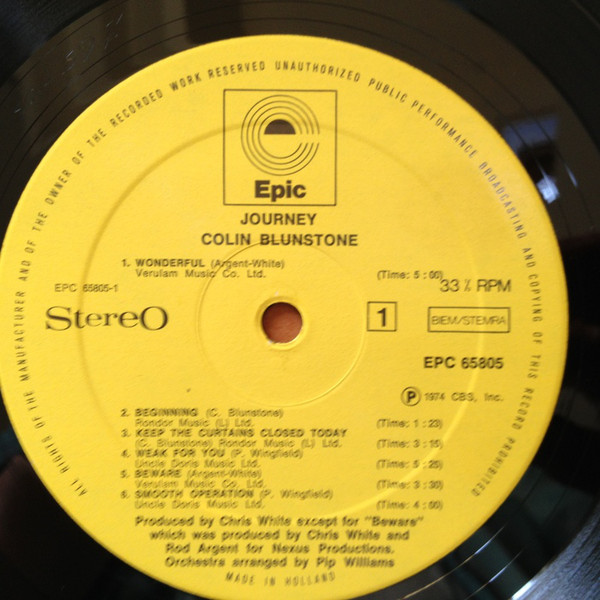 ALL RIGHTS OF THE MANUFACTURER AND OF THE OWNER OF THE RECORDED WORK RESERVED UNAUTHORIZED PUBLIC PERFORMANCE BROADCASTING AND COPYING OF THIS RECORD PROHIBITED
Epic
JOURNEY
COLIN BLUNSTONE
1. WONDERFUL (Argent-White)
Verulam Music Co. Ltd. (Time: 5:00)
EPC 65805-1
33⅓ RPM
Stereo
1
BIEM/STEMRA
EPC 65805
Ⓟ 1974 CBS, Inc.
2. BEGINNING (C. Blunstone)
Rondor Music (L) Ltd. (Time: 1:23)
3. KEEP THE CURTAINS CLOSED TODAY
(C. Blunstone) Rondor Music (L) Ltd. (Time: 3:15)
4. WEAK FOR YOU (P. Wingfield)
Uncle Doris Music Ltd. (Time: 5:25)
5. BEWARE (Argent-White)
Verulam Music Co. Ltd. (Time: 3:30)
6. SMOOTH OPERATION (P. Wingfield)
Uncle Doris Music Ltd. (Time: 4:00)
Produced by Chris White except for "Beware"
which was produced by Chris White and
Rod Argent for Nexus Productions.
Orchestra arranged by Pip Williams
MADE IN HOLLAND